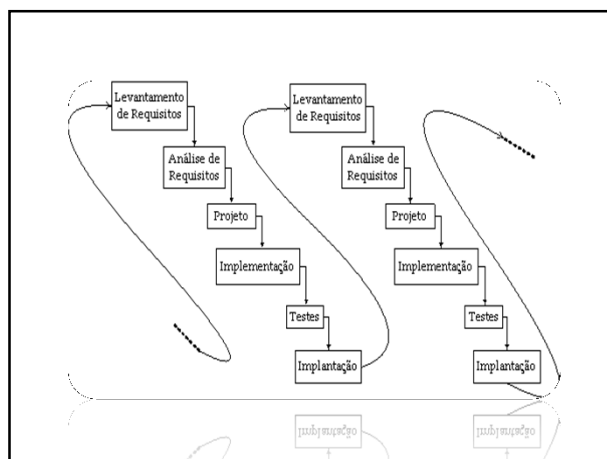 Levantamento
de Requisitos
Análise de
Requisitos
Projeto
Implementação
Testes
Implantação
Levantamento
de Requisitos
Análise de
Requisitos
Projeto
Implementação
Testes
Implantação